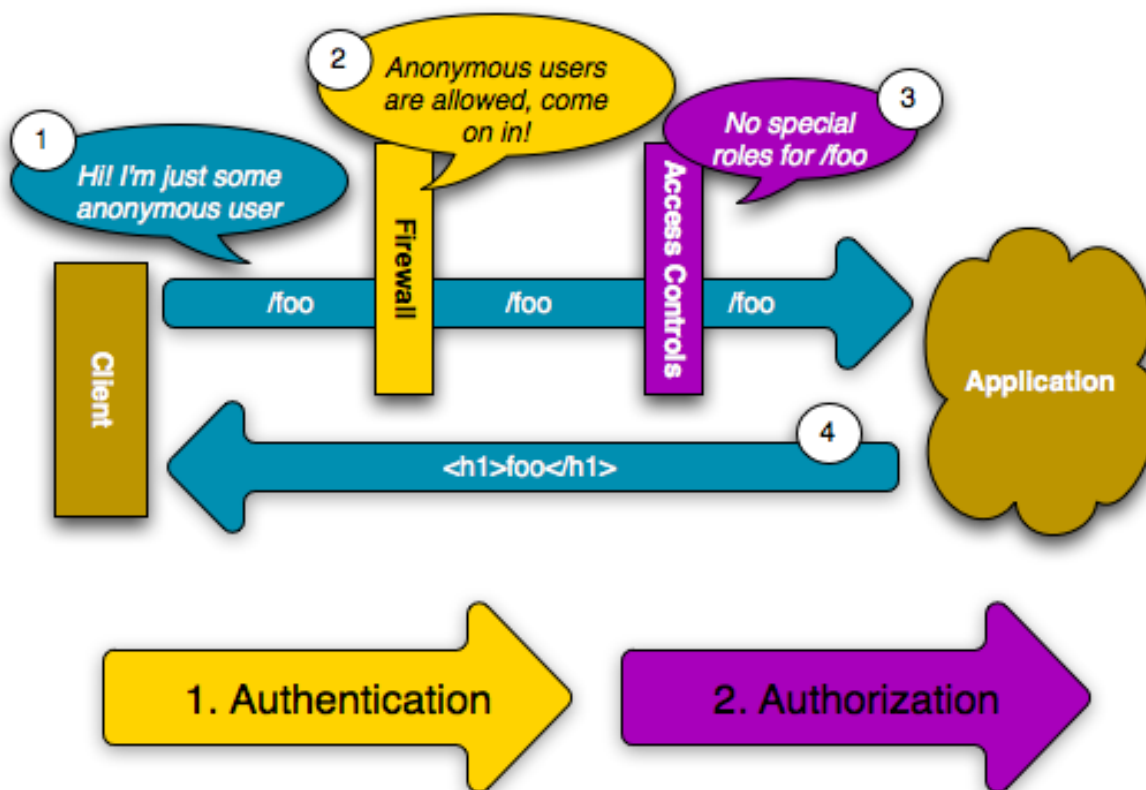 1
Hi! I'm just some
anonymous user
2
Anonymous users
are allowed, come
on in!
3
No special
roles for /foo
Client
/foo
Firewall
/foo
Access Controls
/foo
Application
4
<h1>foo</h1>
1. Authentication
2. Authorization